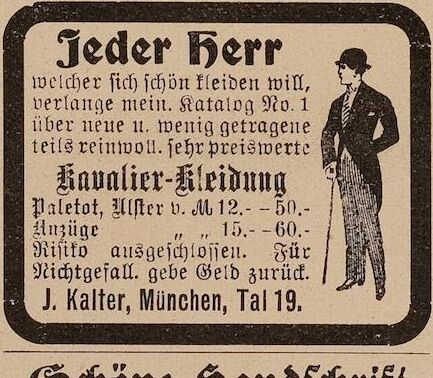 Jeder Herr
welcher sich schön kleiden will,
verlange mein. Katalog No. 1
über neue u. wenig getragene
teils reinwoll. sehr preiswerte
Kavalier-Kleidung
Paletot, Ulster v. M 12.- -50.-
Anzüge „ „ 15.- -60.-
Risiko ausgeschlossen. Für
Nichtgefall. gebe Geld zurück.
J. Kalter, München, Tal 19.
Schöne Handschrift